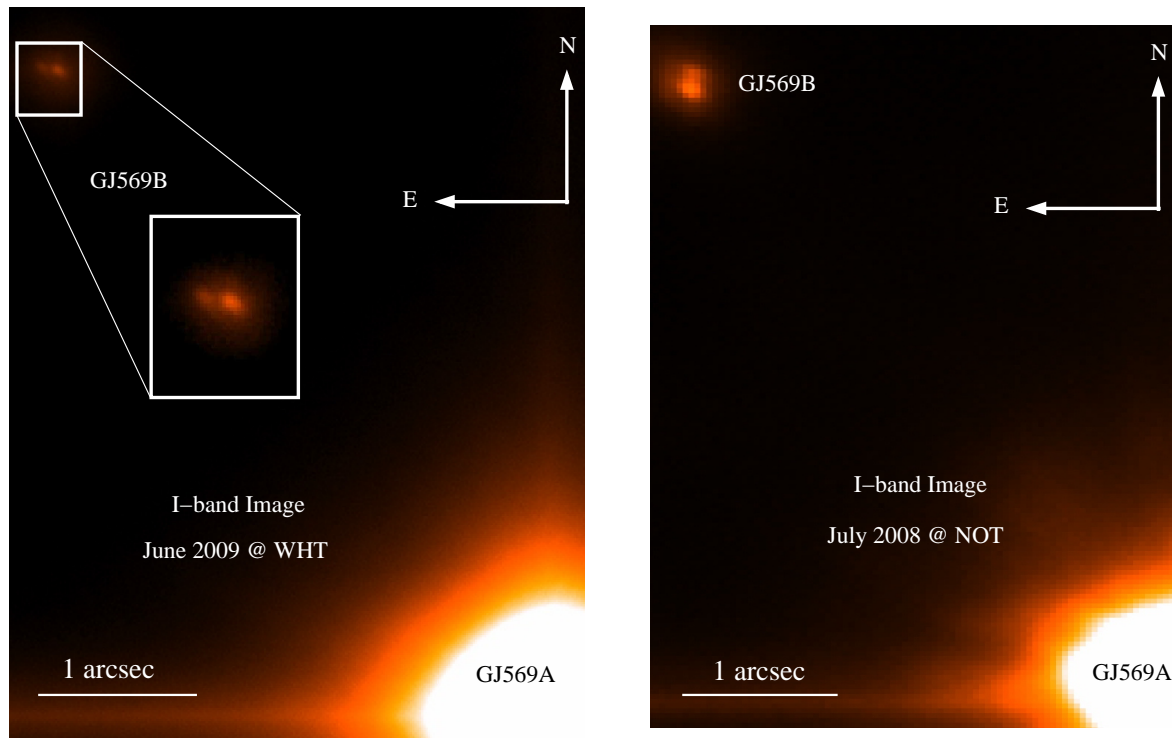 N
GJ569B
E
I−band Image
June 2009 @ WHT
1 arcsec
GJ569A
N
GJ569B
E
I−band Image
July 2008 @ NOT
1 arcsec
GJ569A